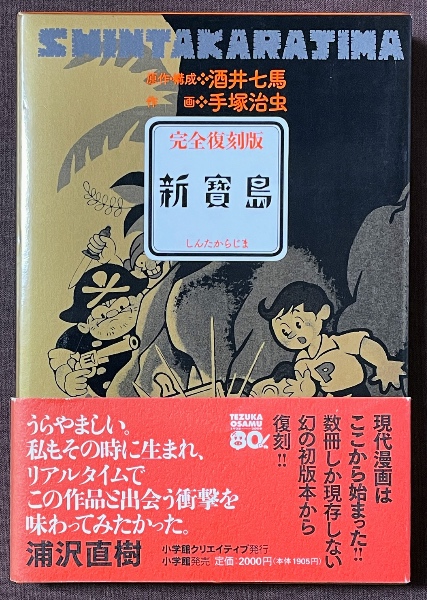 SHINTAKARAJIMA
原作・構成❖酒井七馬
作画❖手塚治虫
完全復刻版
新寶島
しんたからじま
P
うらやましい。
私もその時に生まれ、
リアルタイムで
この作品と出会う衝撃を
味わってみたかった。
浦沢直樹
TEZUKA
OSAMU
80th
現代漫画は
ここから始まった!!
数冊しか現存しない
幻の初版本から
復刻!!
小学館クリエイティブ発行
小学館発売 定価:2000円(本体1905円)